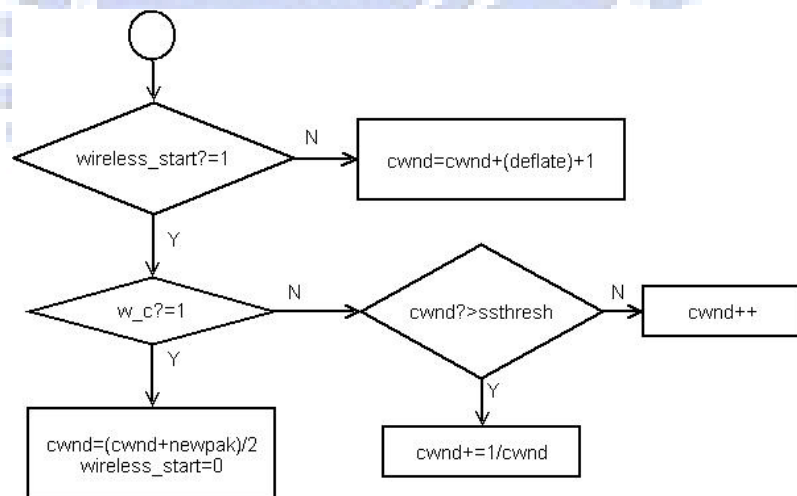 wireless_start?=1
N
cwnd=cwnd+(deflate)+1
Y
w_c?=1
N
cwnd?>ssthresh
N
cwnd++
Y
Y
cwnd=(cwnd+newpak)/2
wireless_start=0
cwnd+=1/cwnd